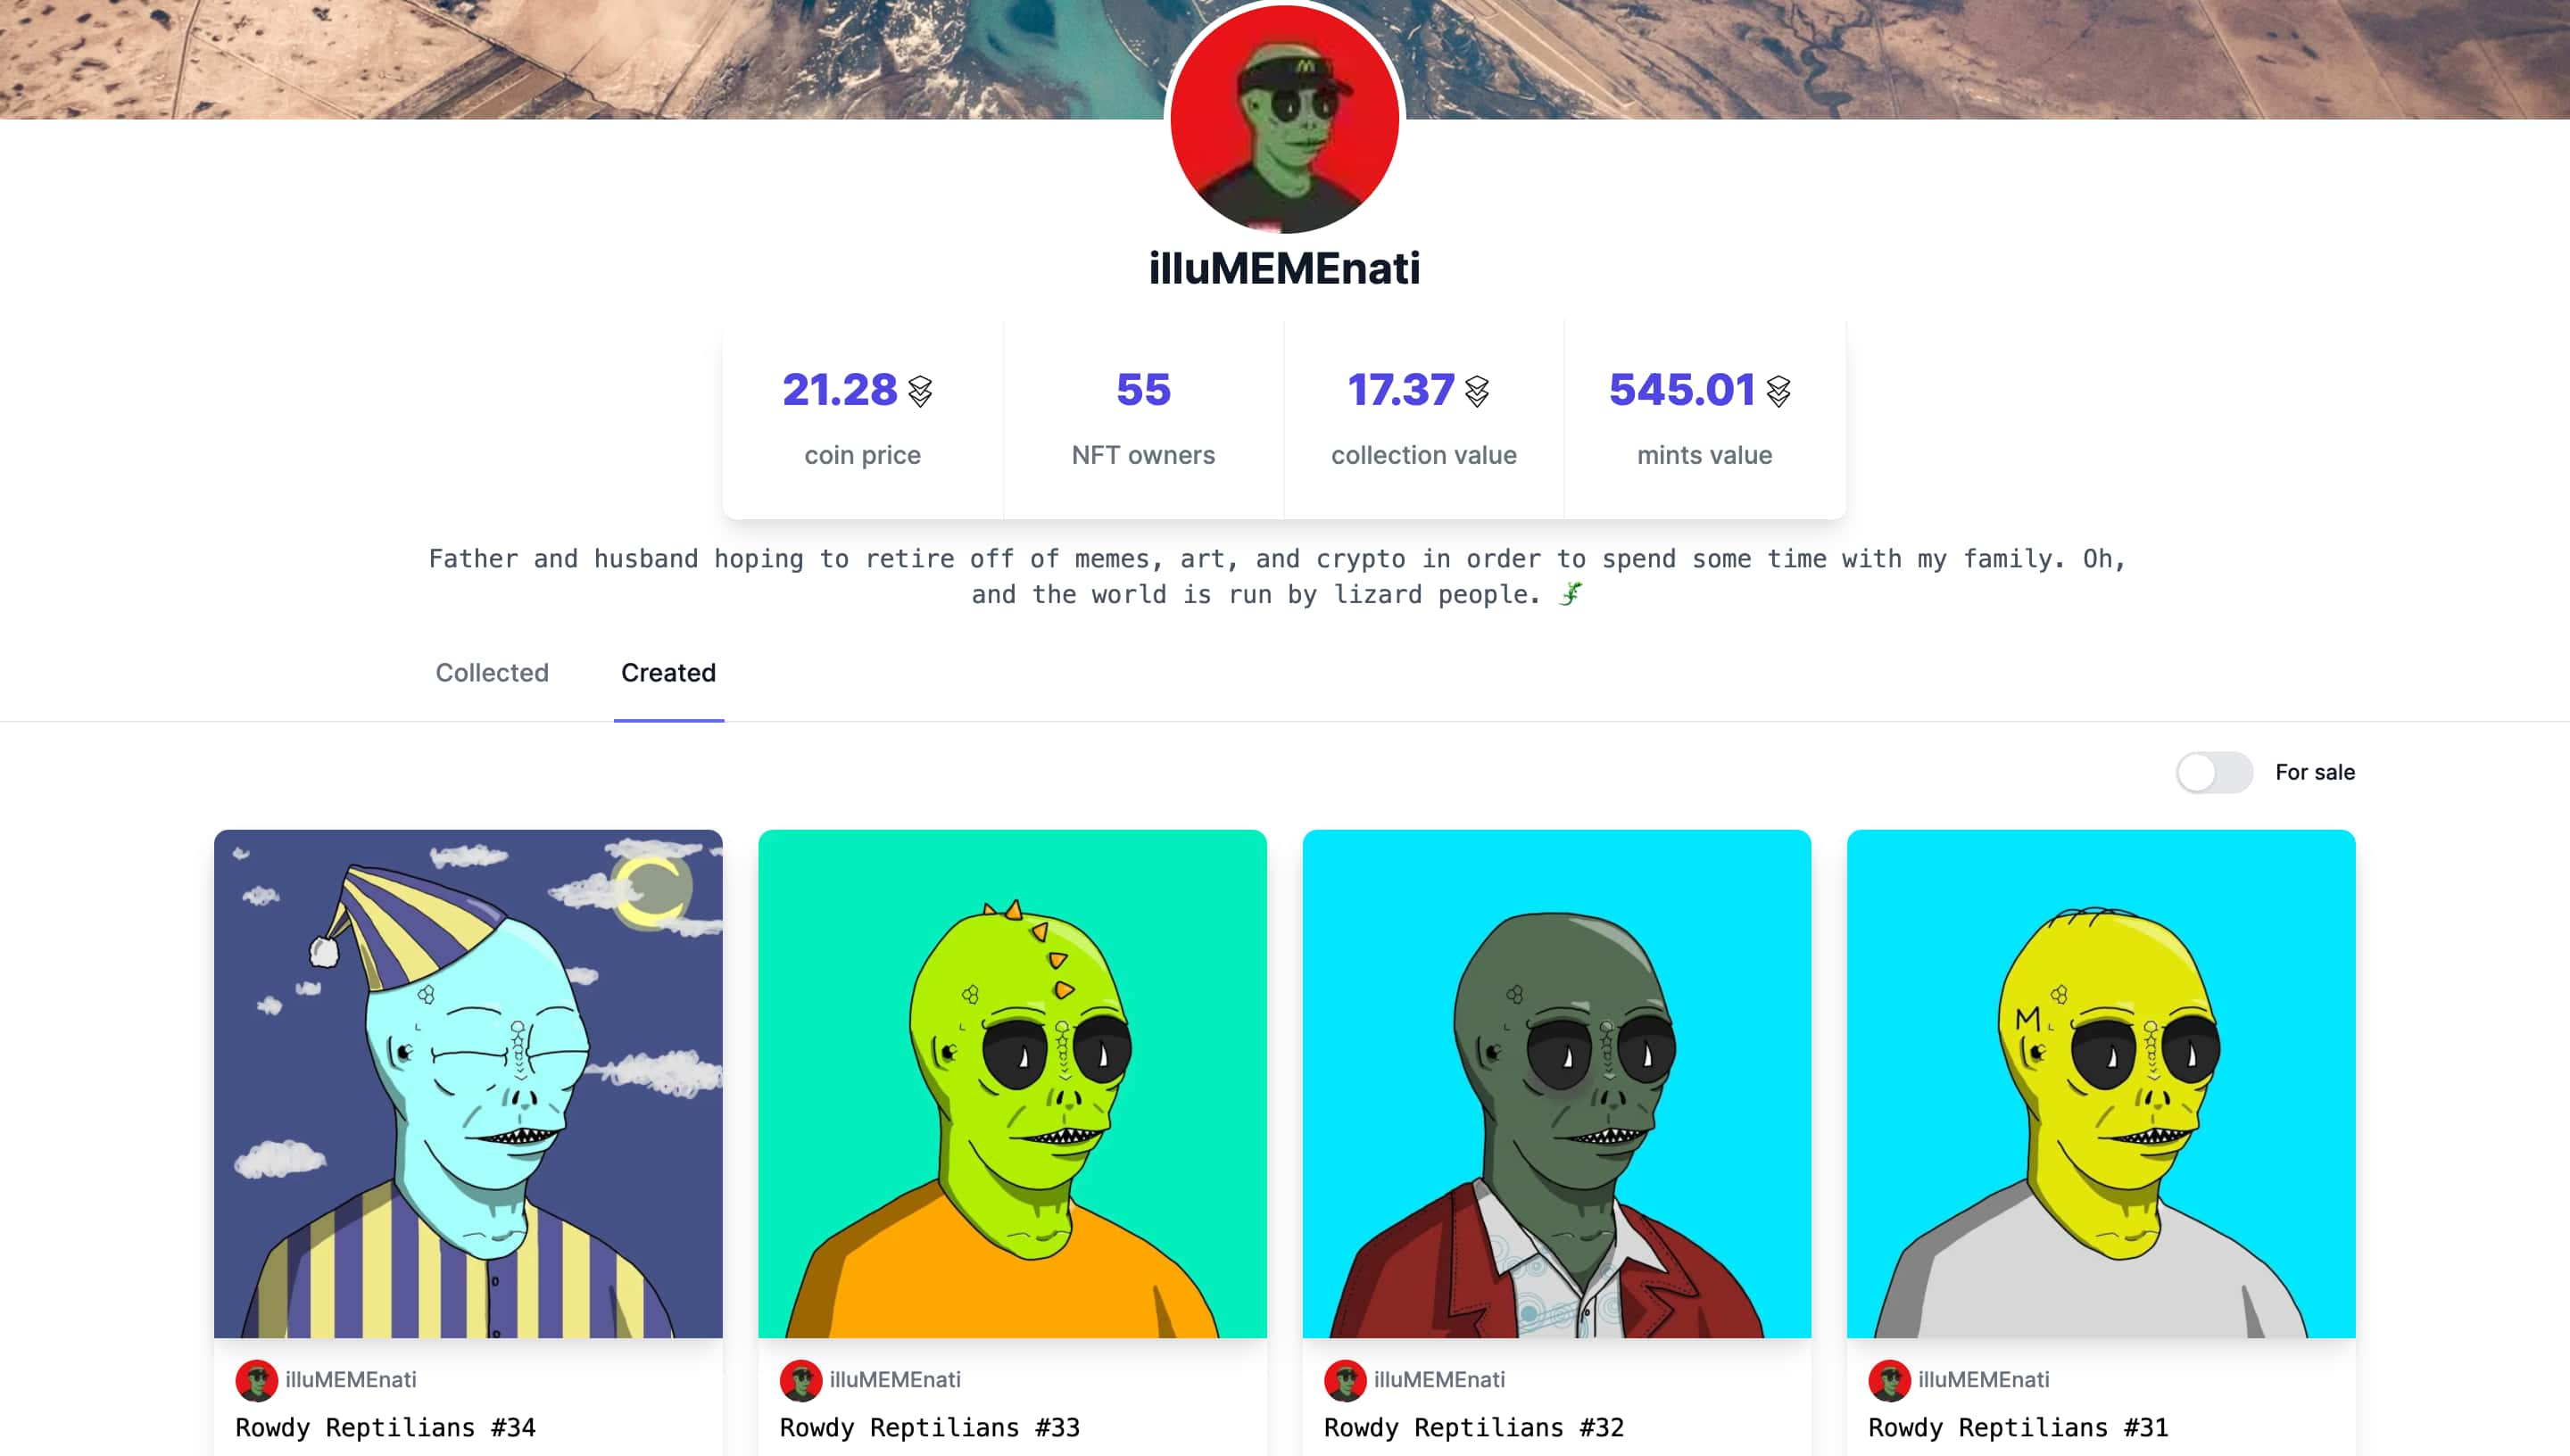 illuMEMEnati
21.28
55
17.37
545.01
coin price
NFT owners
collection value
mints value
Father and husband hoping to retire off of memes, art, and crypto in order to spend some time with my family. Oh,
and the world is run by lizard people. 🦎
Collected
Created
For sale
M
illuMEMEnati
illuMEMEnati
illuMEMEnati
illuMEMEnati
Rowdy Reptilians #34
Rowdy Reptilians #33
Rowdy Reptilians #32
Rowdy Reptilians #31